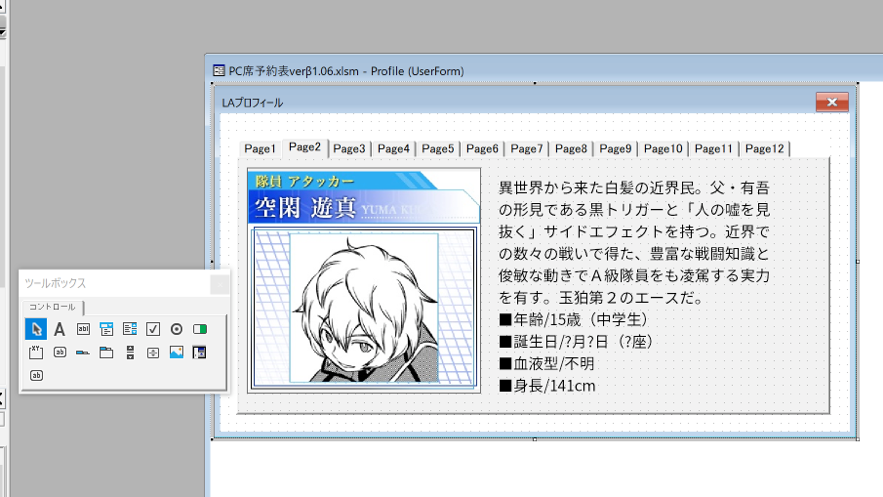 PC席予約表verβ1.06.xlsm - Profile (UserForm)
LAプロフィール
Page1 Page2 Page3 Page4 Page5 Page6 Page7 Page8 Page9 Page10 Page11 Page12
隊員 アタッカー
空閑 遊真 YUMA
異世界から来た白髪の近界民。父・有吾
の形見である黒トリガーと「人の嘘を見
抜く」サイドエフェクトを持つ。近界で
の数々の戦いで得た、豊富な戦闘知識と
俊敏な動きでA級隊員をも凌駕する実力
を有す。玉狛第2のエースだ。
■年齢/15歳（中学生）
■誕生日/?月?日（?座）
■血液型/不明
■身長/141cm
ツールボックス
コントロール